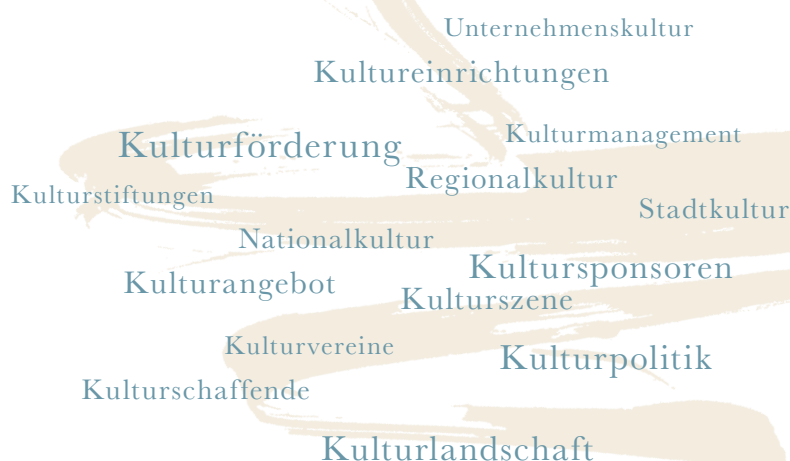 Unternehmenskultur
Kultureinrichtungen
Kulturmanagement
Kulturförderung
Regionalkultur
Kulturstiftungen
Stadtkultur
Nationalkultur
Kultursponsoren
Kulturangebot
Kulturszene
Kulturvereine
Kulturpolitik
Kulturschaffende
Kulturlandschaft